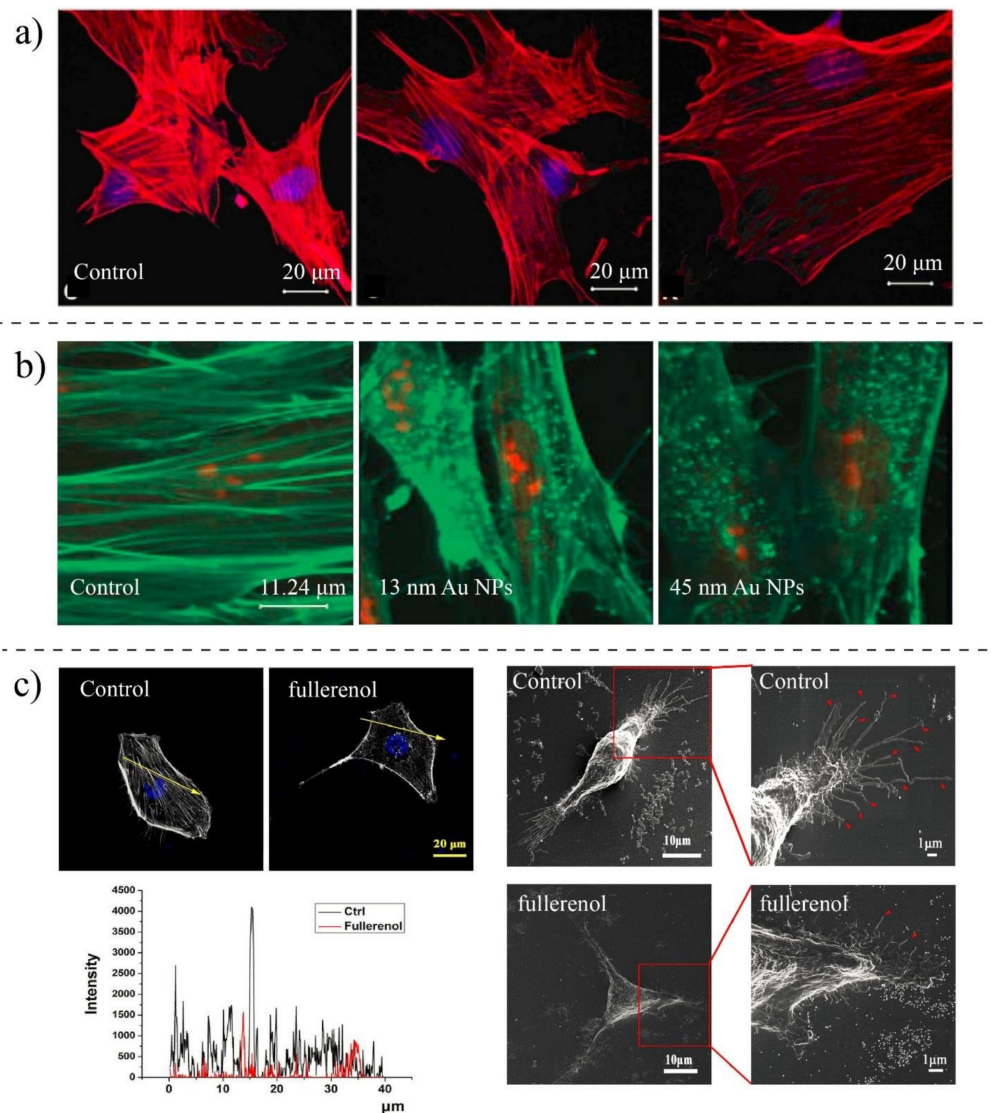 a)
Control
20 µm
20 µm
20 µm
b)
Control
11.24 µm
13 nm Au NPs
45 nm Au NPs
c)
Control
fullerenol
20 µm
Control
10µm
Control
1µm
4500
4000
3500
3000
2500
2000
1500
1000
500
0
Intensity
Ctrl
Fullerenol
0
10
20
30
40
µm
fullerenol
10µm
fullerenol
1µm